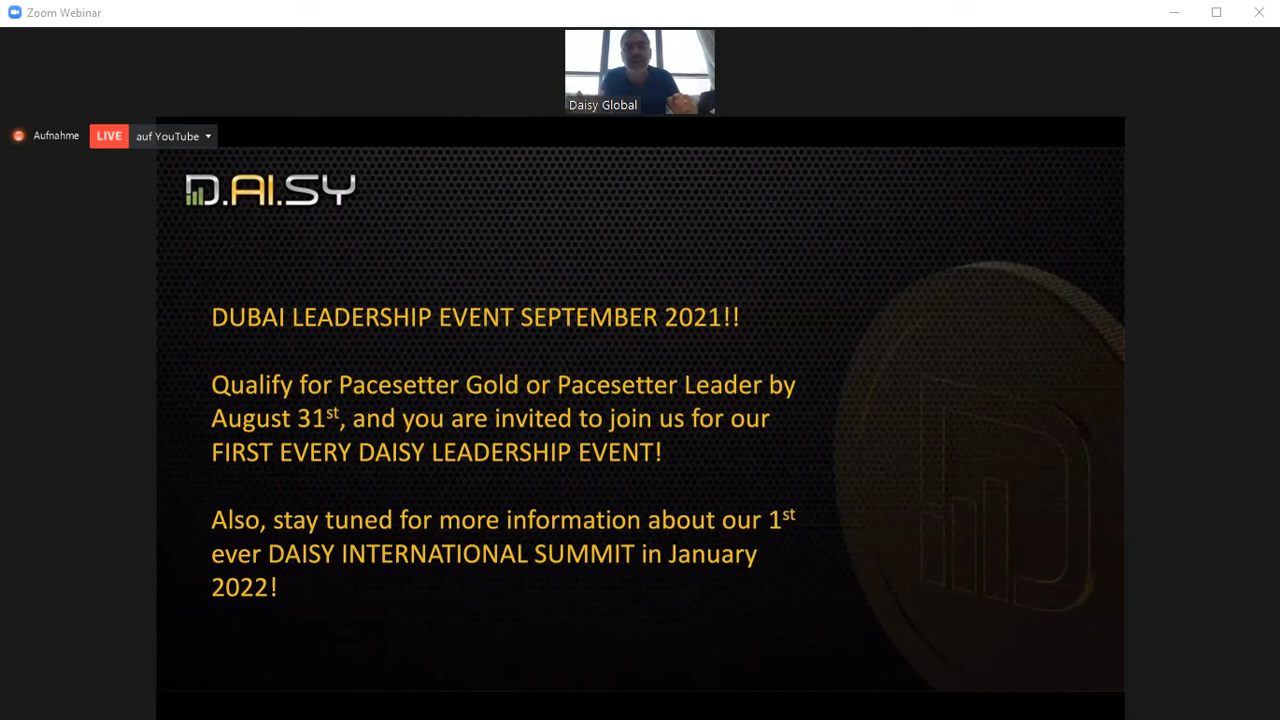 Zoom Webinar
Daisy Global
Aufnahme
LIVE auf YouTube
D.AI.SY
DUBAI LEADERSHIP EVENT SEPTEMBER 2021!!
Qualify for Pacesetter Gold or Pacesetter Leader by
August 31st, and you are invited to join us for our
FIRST EVERY DAISY LEADERSHIP EVENT!
Also, stay tuned for more information about our 1st
ever DAISY INTERNATIONAL SUMMIT in January
2022!